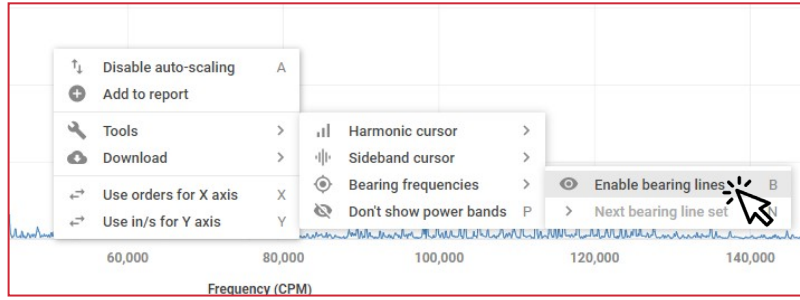 Disable auto-scaling A
Add to report
Tools
Download
Use orders for X axis X
Use in/s for Y axis Y
Harmonic cursor
Sideband cursor
Bearing frequencies
Don't show power bands P
Enable bearing lines B
Next bearing line set N
60,000 80,000 100,000 120,000 140,000
Frequency (CPM)